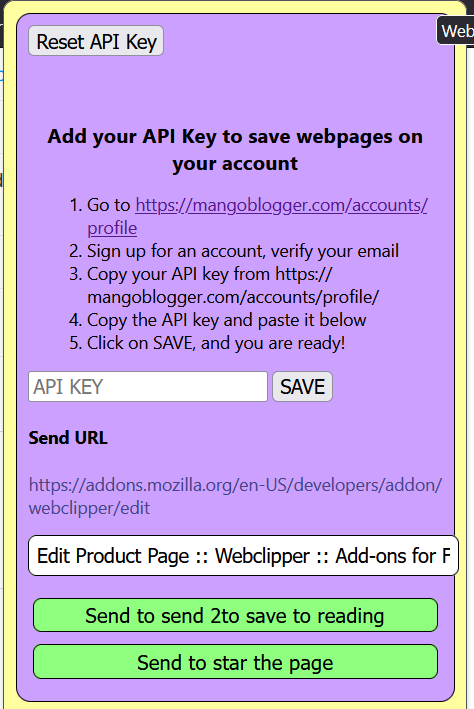 Reset API Key
Web
Add your API Key to save webpages on
your account
1. Go to https://mangoblogger.com/accounts/
profile
2. Sign up for an account, verify your email
3. Copy your API key from https://
mangoblogger.com/accounts/profile/
4. Copy the API key and paste it below
5. Click on SAVE, and you are ready!
API KEY SAVE
Send URL
https://addons.mozilla.org/en-US/developers/addon/
webclipper/edit
Edit Product Page :: Webclipper :: Add-ons for F
Send to send 2to save to reading
Send to star the page